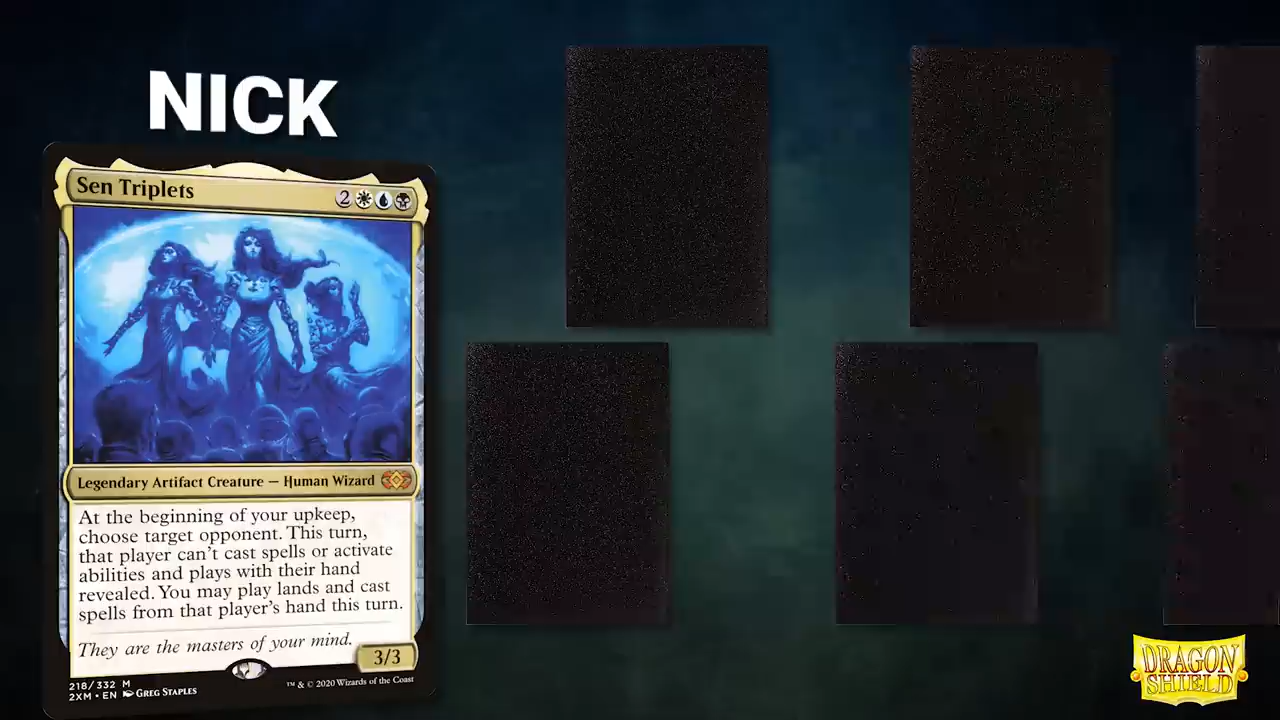 NICK
Sen Triplets
2
Legendary Artifact Creature — Human Wizard
At the beginning of your upkeep,
choose target opponent. This turn,
that player can't cast spells or activate
abilities and plays with their hand
revealed. You may play lands and cast
spells from that player's hand this turn.
They are the masters of your mind.
3/3
218/332 M
2XM • EN GREG STAPLES
™ & © 2020 Wizards of the Coast
DRAGON
SHIELD